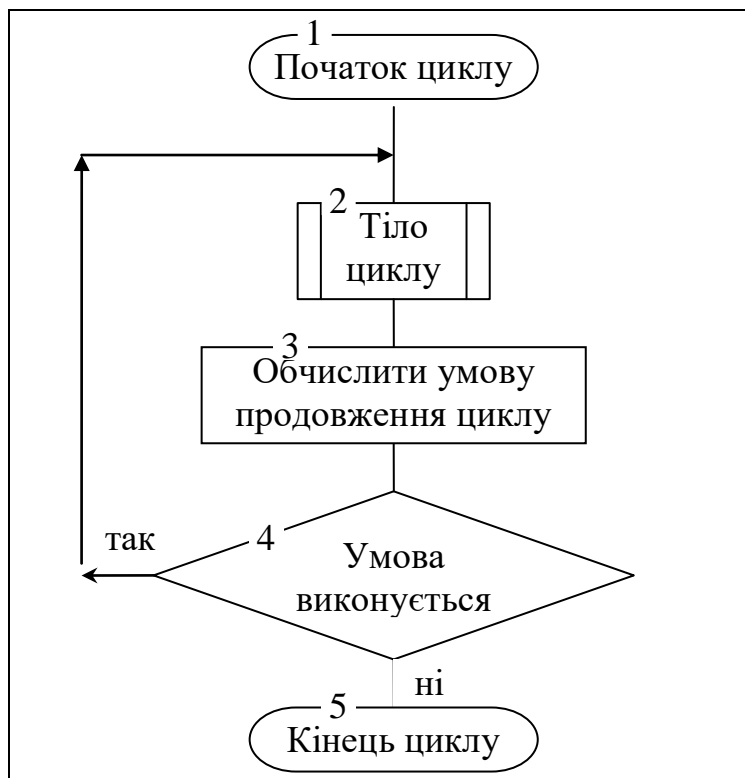 1
Початок циклу
2
Тіло
циклу
3
Обчислити умову
продовження циклу
так
4
Умова
виконується
ні
5
Кінець циклу